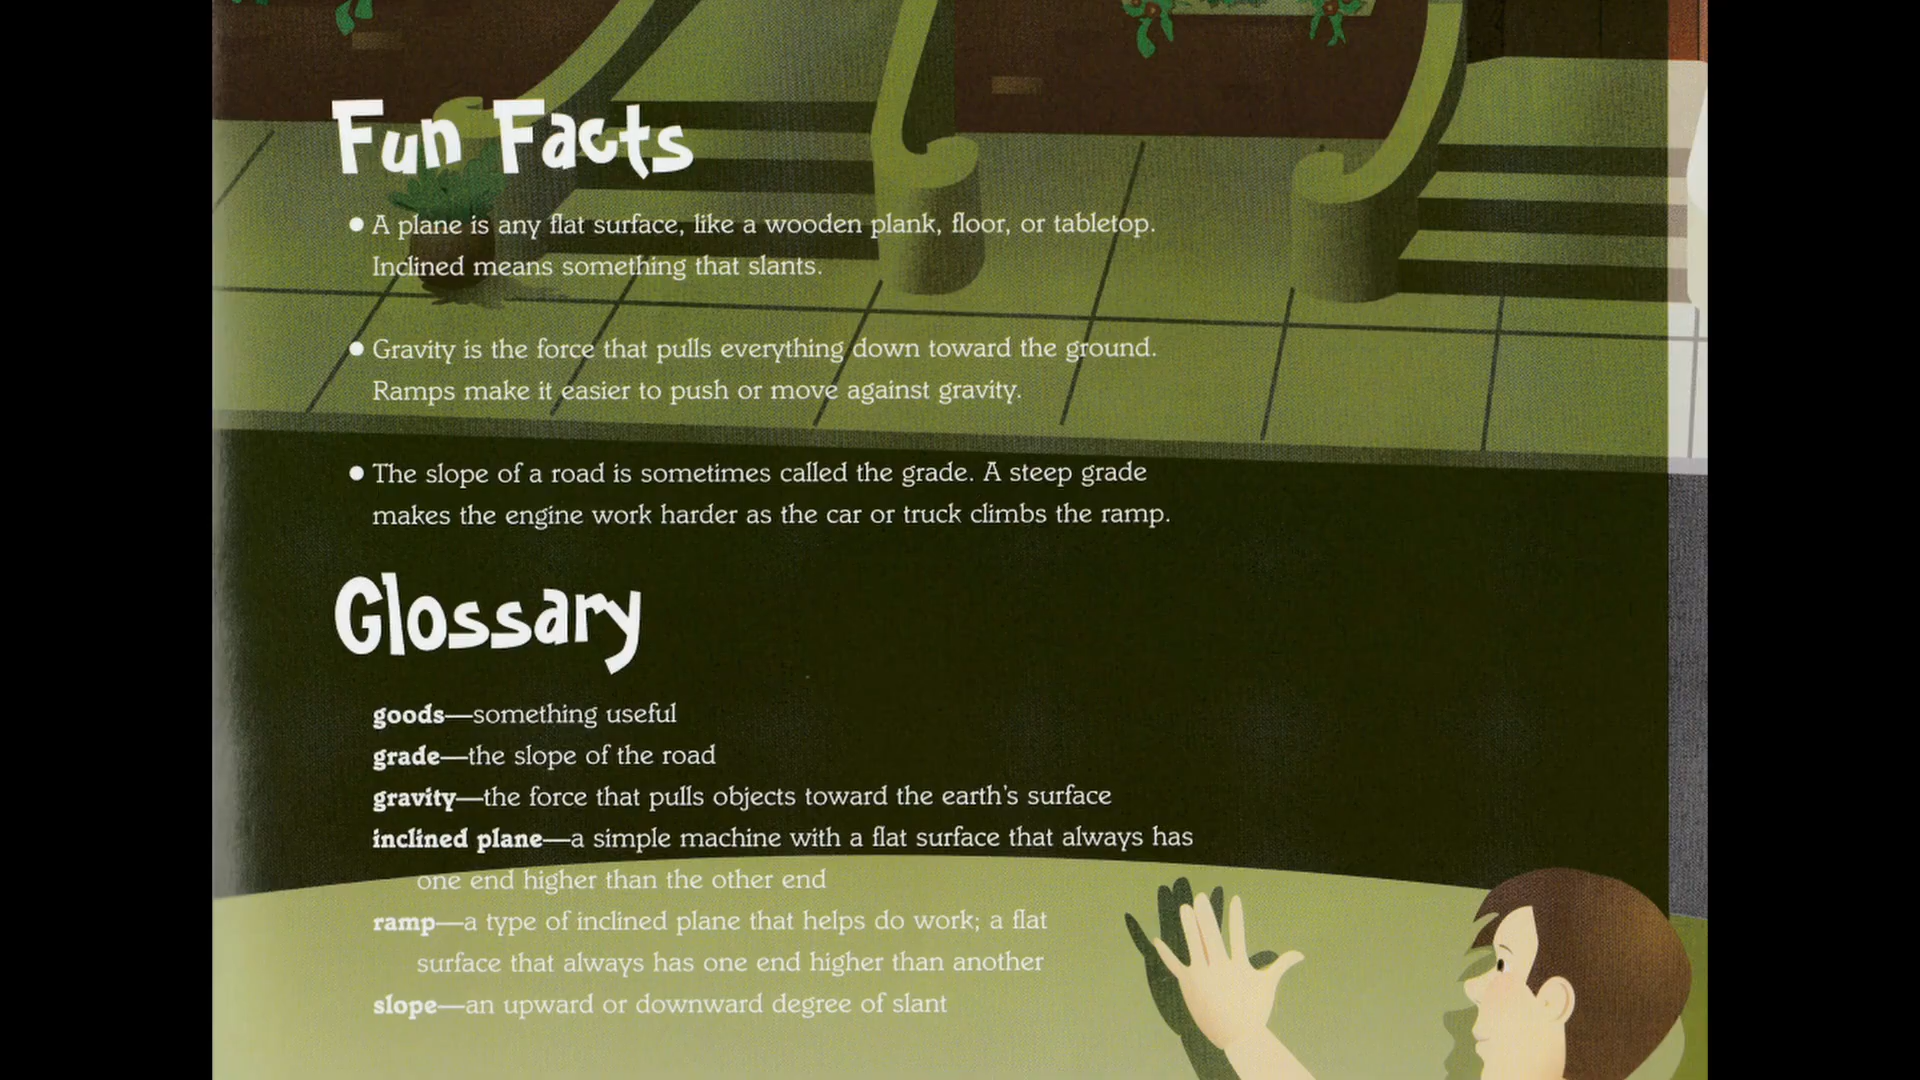 Fun Facts
● A plane is any flat surface, like a wooden plank, floor, or tabletop.
Inclined means something that slants.
● Gravity is the force that pulls everything down toward the ground.
Ramps make it easier to push or move against gravity.
● The slope of a road is sometimes called the grade. A steep grade
makes the engine work harder as the car or truck climbs the ramp.
Glossary
goods—something useful
grade—the slope of the road
gravity—the force that pulls objects toward the earth's surface
inclined plane—a simple machine with a flat surface that always has
one end higher than the other end
ramp—a type of inclined plane that helps do work; a flat
surface that always has one end higher than another
slope—an upward or downward degree of slant